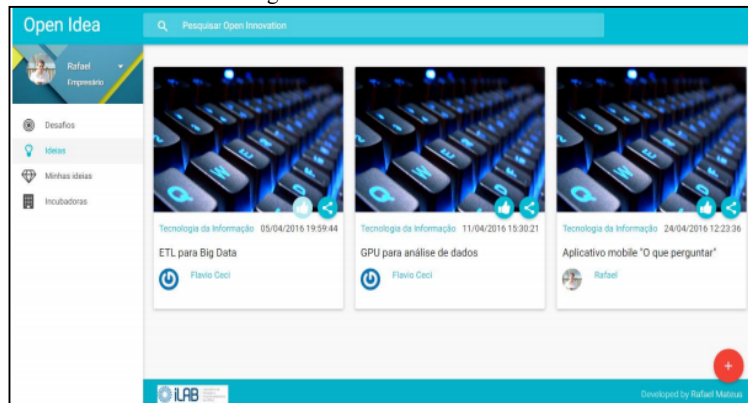 Open Idea
Pesquisar Open Innovation
Rafael
Empresário
Desafios
Ideias
Minhas ideias
Incubadoras
Tecnologia da Informação 05/04/2016 19:59:44
ETL para Big Data
Flavio Ceci
Tecnologia da Informação 11/04/2016 15:30:21
GPU para análise de dados
Flavio Ceci
Tecnologia da Informação 24/04/2016 12:23:36
Aplicativo mobile "O que perguntar"
Rafael
iLAB
Developed by Rafael Mateus